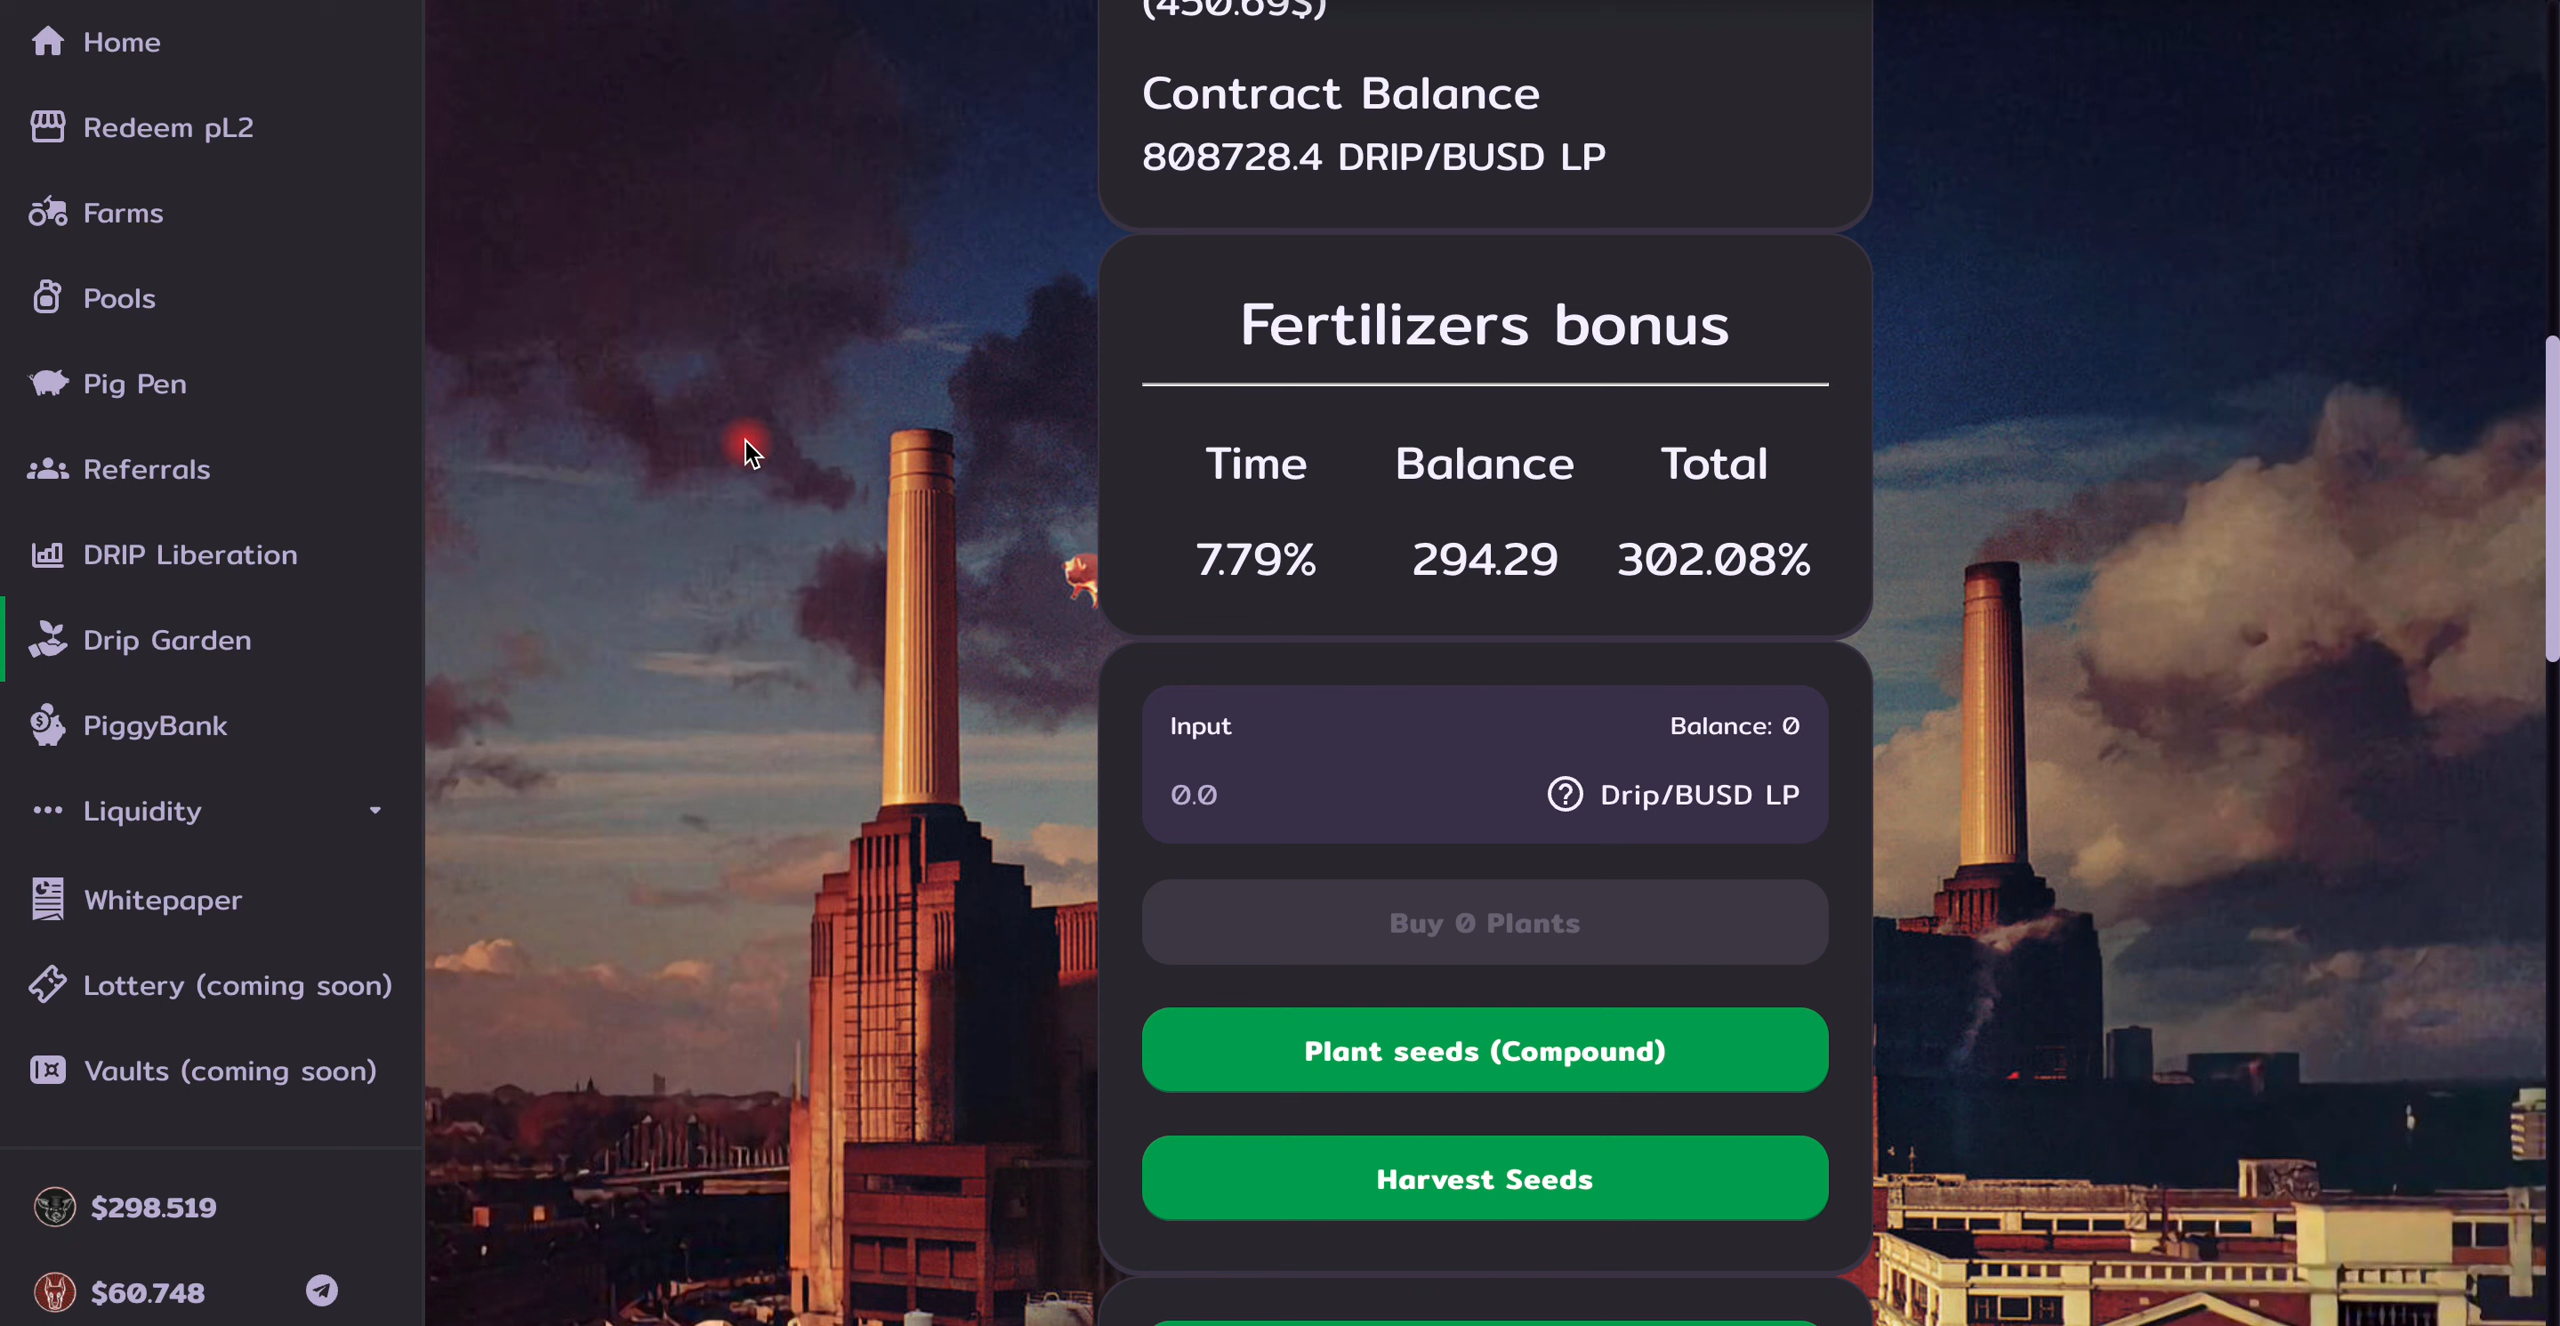 Home
Redeem pL2
Farms
Pools
Pig Pen
Referrals
DRIP Liberation
Drip Garden
PiggyBank
Liquidity
Whitepaper
Lottery (coming soon)
Vaults (coming soon)
$298.519
$60.748
(450.69$)
Contract Balance
808728.4 DRIP/BUSD LP
Fertilizers bonus
Time Balance Total
7.79% 294.29 302.08%
Input Balance: 0
0.0 Drip/BUSD LP
Buy 0 Plants
Plant seeds (Compound)
Harvest Seeds